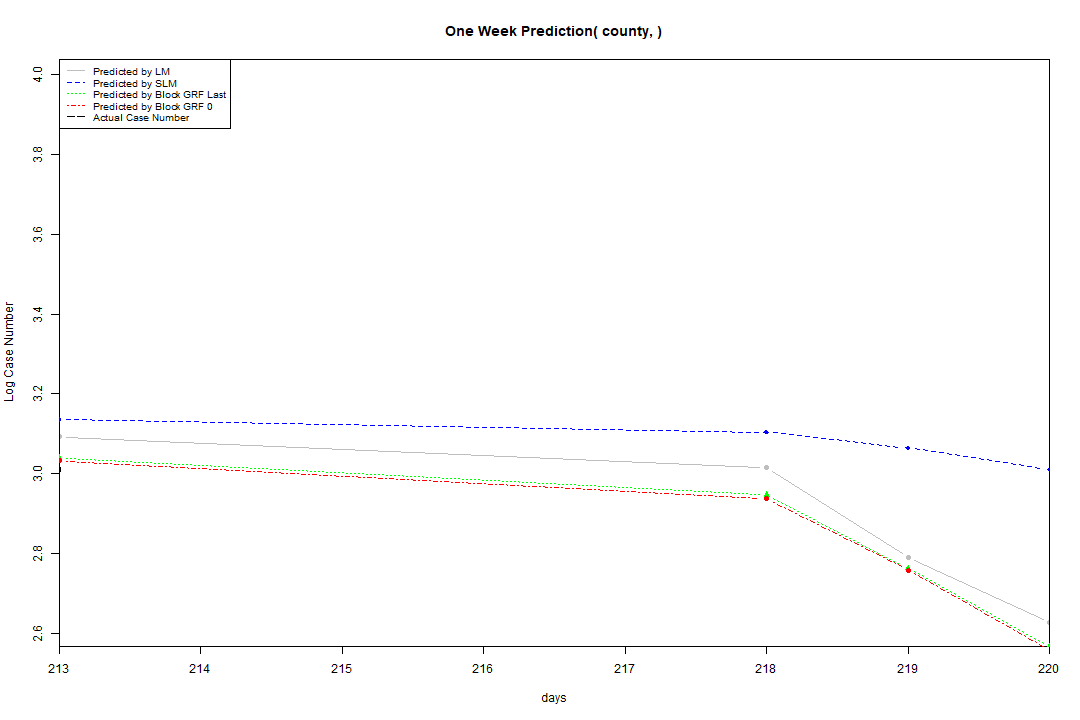 One Week Prediction( county, )
Predicted by LM
Predicted by SLM
Predicted by Block GRF Last
Predicted by Block GRF 0
Actual Case Number
4.0
3.8
3.6
3.4
3.2
3.0
2.8
2.6
Log Case Number
213 214 215 216 217 218 219 220
days